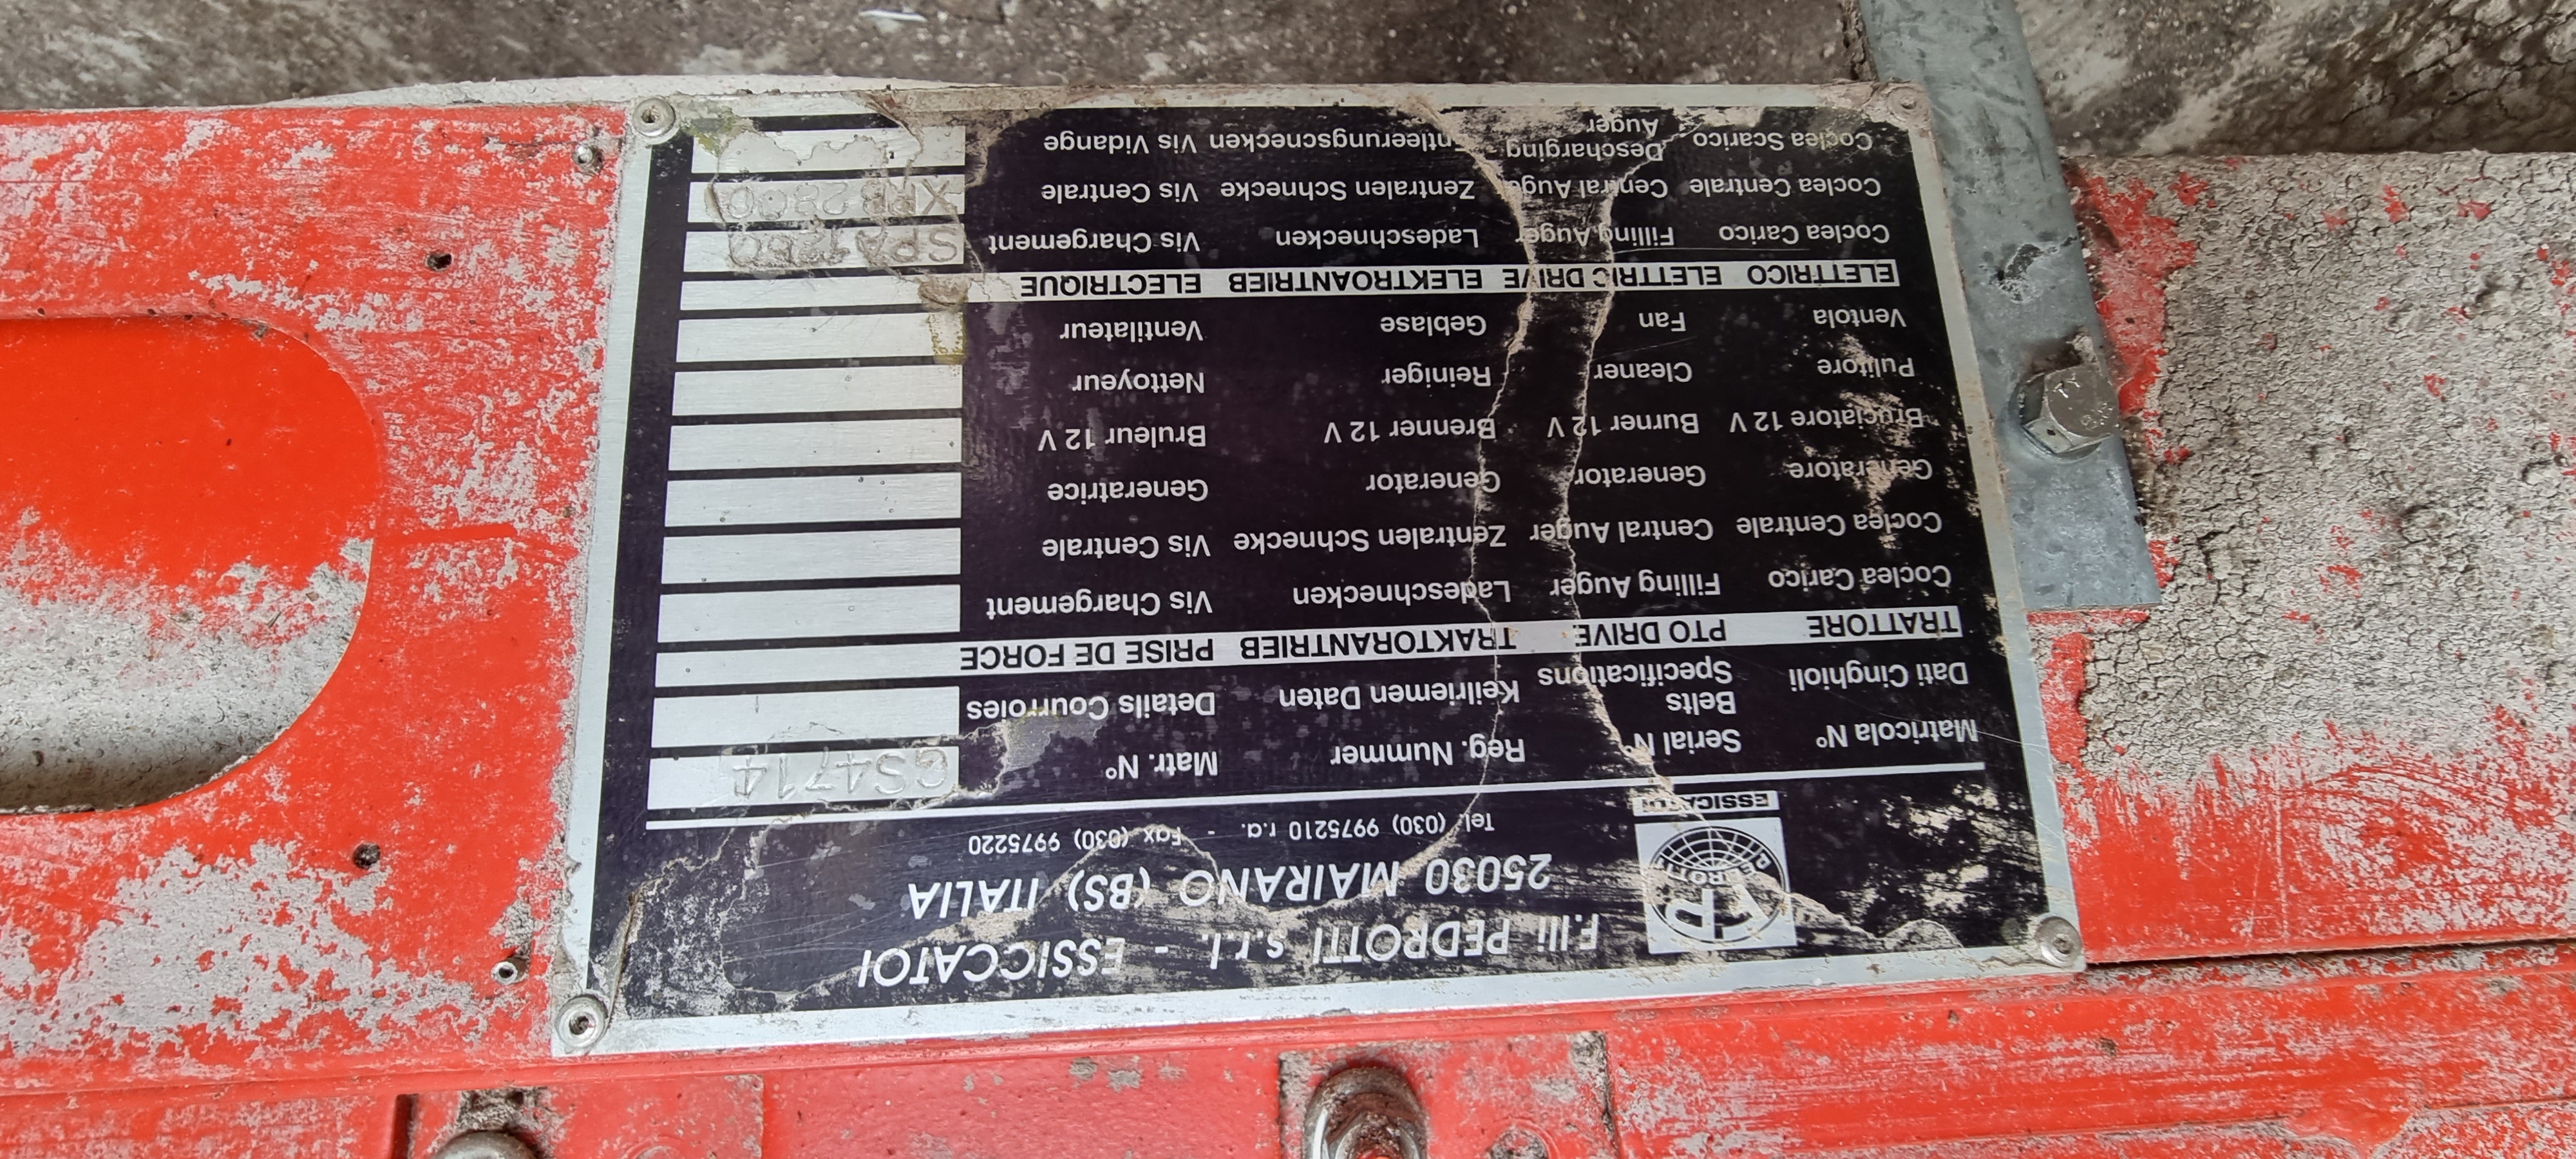 F.lli PEDROTTI s.r.l. - ESSICCATOI
25030 MAIRANO (BS) ITALIA
Tel. (030) 9975210 r.a. - Fax (030) 9975220
PEDROTTI
Matricola N° Serial N Reg. Nummer Matr. N° GS4714
Dati Cinghioli Belts Specifications Keilriemen Daten Details Courroies
TRATTORE PTO DRIVE TRAKTORANTRIEB PRISE DE FORCE
Coclea Carico Filling Auger Ladeschnecken Vis Chargement
Coclea Centrale Central Auger Zentralen Schnecke Vis Centrale
Generatore Generator Generator Generatrice
Bruciatore 12 V Burner 12 V Brenner 12 V Bruleur 12 V
Pulitore Cleaner Reiniger Nettoyeur
Ventola Fan Geblase Ventilateur
ELETTRICO ELETTRIC DRIVE ELEKTROANTRIEB ELECTRIQUE
Coclea Carico Filling Auger Ladeschnecken Vis Chargement SPA1250
Coclea Centrale Central Auger Zentralen Schnecke Vis Centrale
Coclea Scarico Descharging Auger Entleerungschnecken Vis Vidange